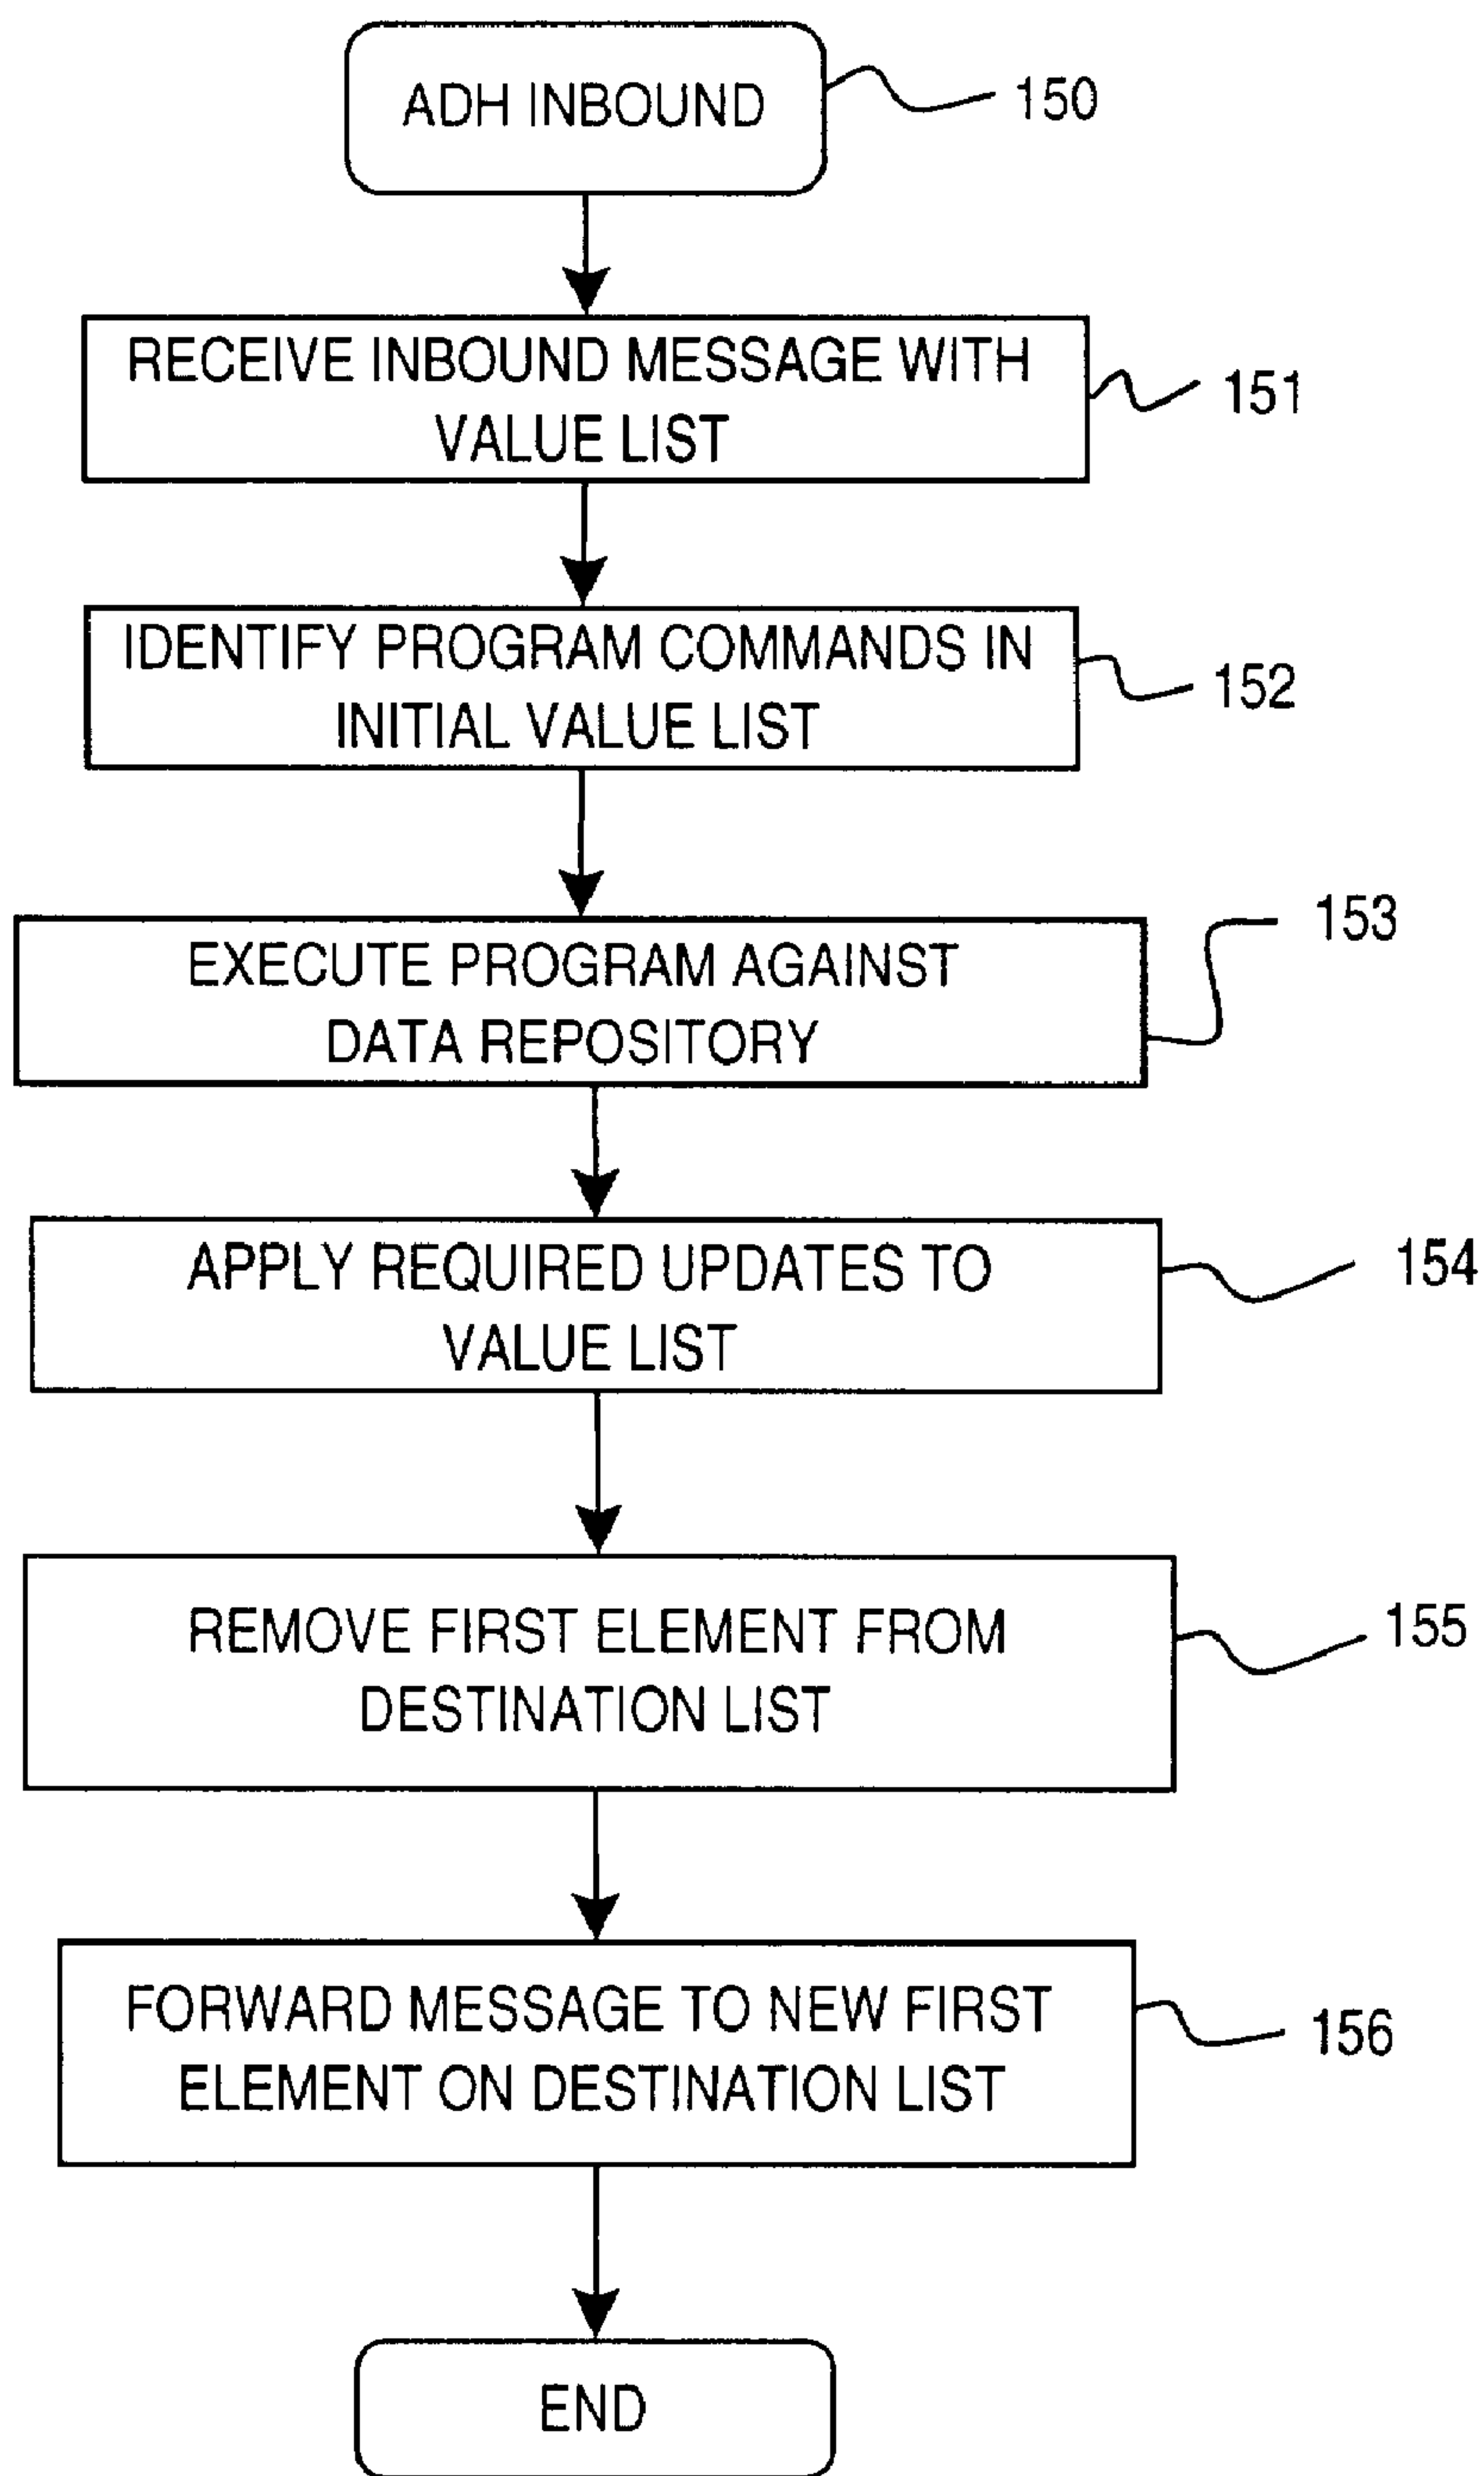 ADH INBOUND
150
RECEIVE INBOUND MESSAGE WITH
VALUE LIST
151
IDENTIFY PROGRAM COMMANDS IN
INITIAL VALUE LIST
152
EXECUTE PROGRAM AGAINST
DATA REPOSITORY
153
APPLY REQUIRED UPDATES TO
VALUE LIST
154
REMOVE FIRST ELEMENT FROM
DESTINATION LIST
155
FORWARD MESSAGE TO NEW FIRST
ELEMENT ON DESTINATION LIST
156
END